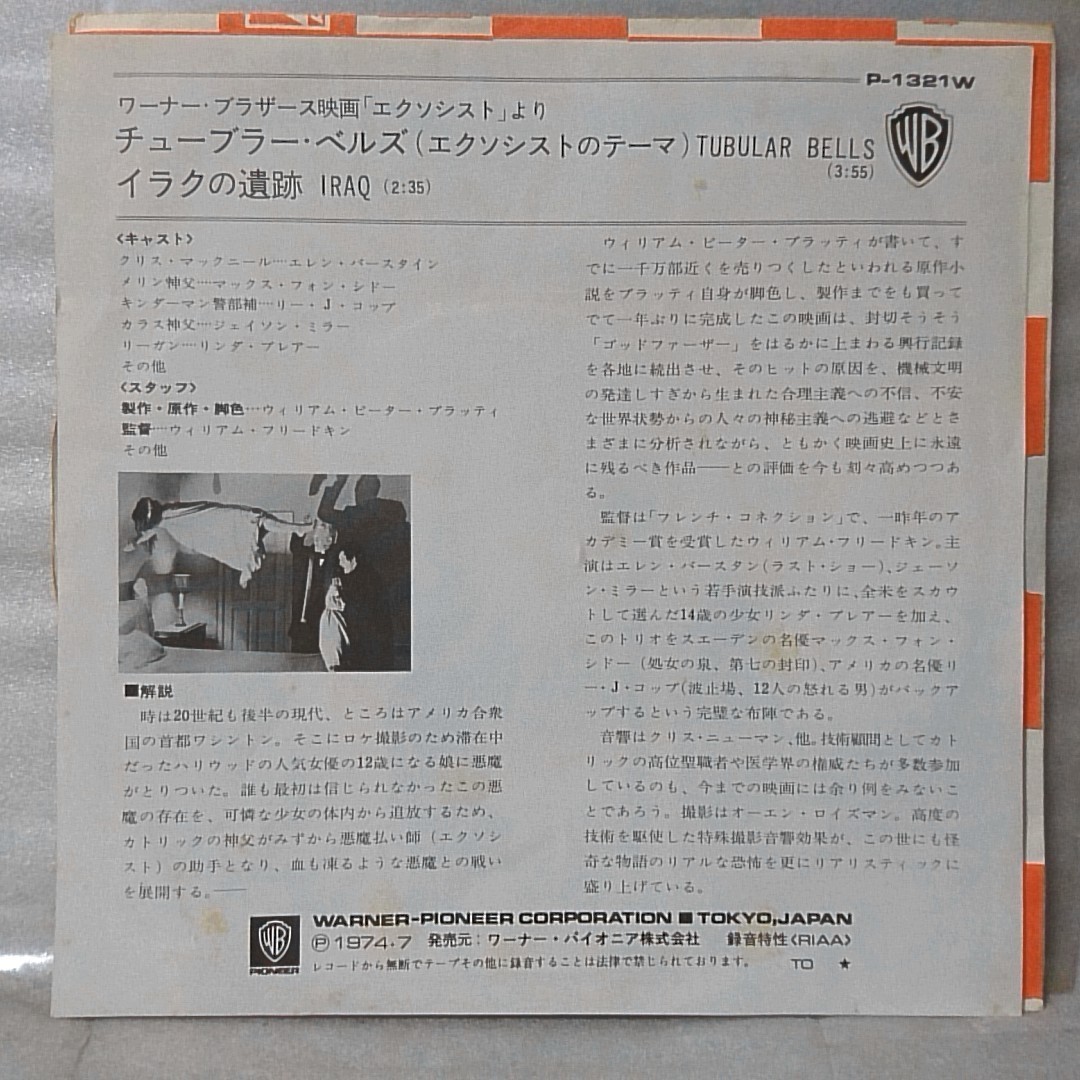 P-1321W
ワーナー・ブラザース映画「エクソシスト」より
チューブラー・ベルズ(エクソシストのテーマ)TUBULAR BELLS
(3:55)
WB
イラクの遺跡 IRAQ (2:35)
〈キャスト〉
クリス・マックニール…エレン・バースタイン
メリン神父…マックス・フォン・シドー
キンダーマン警部補…リー・J・コップ
カラス神父…ジェイソン・ミラー
リーガン…リンダ・ブレアー
その他
〈スタッフ〉
製作・原作・脚色…ウィリアム・ピーター・ブラッティ
監督…ウィリアム・フリードキン
その他
■解説
時は20世紀も後半の現代、ところはアメリカ合衆
国の首都ワシントン。そこにロケ撮影のため滞在中
だったハリウッドの人気女優の12歳になる娘に悪魔
がとりついた。誰も最初は信じられなかったこの悪
魔の存在を、可憐な少女の体内から追放するため、
カトリックの神父がみずから悪魔払い師(エクソシ
スト)の助手となり、血も凍るような悪魔との戦い
を展開する。──
ウィリアム・ピーター・ブラッティが書いて、す
でに一千万部近くを売りつくしたといわれる原作小
説をブラッティ自身が脚色し、製作までをも買って
でて一年ぶりに完成したこの映画は、封切そうそう
「ゴッドファーザー」をはるかに上まわる興行記録
を各地に続出させ、そのヒットの原因を、機械文明
の発達しすぎから生まれた合理主義への不信、不安
な世界状勢からの人々の神秘主義への逃避などとさ
まざまに分析されながら、ともかく映画史上に永遠
に残るべき作品──との評価を今も刻々高めつつあ
る。
監督は「フレンチ・コネクション」で、一昨年のア
カデミー賞を受賞したウィリアム・フリードキン。主
演はエレン・バースタン(ラスト・ショー)、ジェーソ
ン・ミラーという若手演技派ふたりに、全米をスカウ
トして選んだ14歳の少女リンダ・ブレアーを加え、
このトリオをスエーデンの名優マックス・フォン・
シドー(処女の泉、第七の封印)、アメリカの名優リ
ー・J・コップ(波止場、12人の怒れる男)がバックア
ップするという完璧な布陣である。
音響はクリス・ニューマン、他。技術顧問としてカト
リックの高位聖職者や医学界の権威たちが多数参加
しているのも、今までの映画には余り例をみないこ
とであろう。撮影はオーエン・ロイズマン。高度の
技術を駆使した特殊撮影音響効果が、この世にも怪
奇な物語のリアルな恐怖を更にリアリスティックに
盛り上げている。
WB
PIONEER
WARNER-PIONEER CORPORATION ■ TOKYO, JAPAN
Ⓟ1974・7 発売元:ワーナー・パイオニア株式会社 録音特性〈RIAA〉
レコードから無断でテープその他に録音することは法律で禁じられております。 TO ★